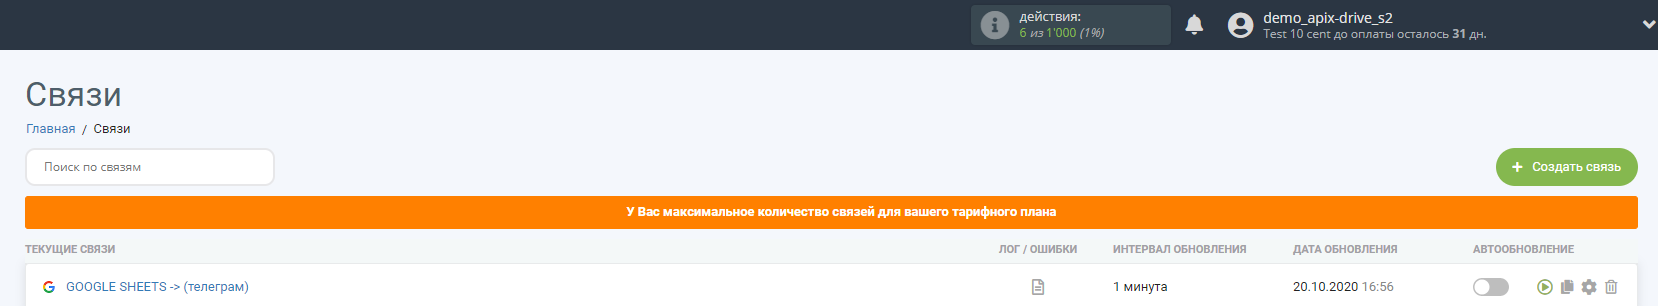 действия:
6 из 1'000 (1%)
demo_apix-drive_s2
Test 10 cent до оплаты осталось 31 дн.
Связи
Главная / Связи
Поиск по связям
+ Создать связь
У Вас максимальное количество связей для вашего тарифного плана
ТЕКУЩИЕ СВЯЗИ ЛОГ / ОШИБКИ ИНТЕРВАЛ ОБНОВЛЕНИЯ ДАТА ОБНОВЛЕНИЯ АВТООБНОВЛЕНИЕ
GOOGLE SHEETS -> (телеграм) 1 минута 20.10.2020 16:56